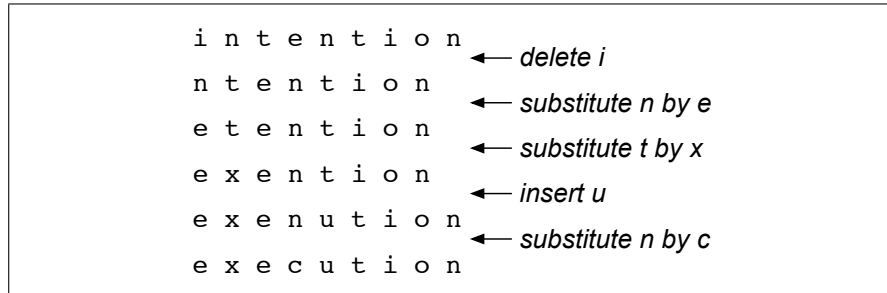 i n t e n t i o n
delete i
n t e n t i o n
substitute n by e
e t e n t i o n
substitute t by x
e x e n t i o n
insert u
e x e n u t i o n
substitute n by c
e x e c u t i o n